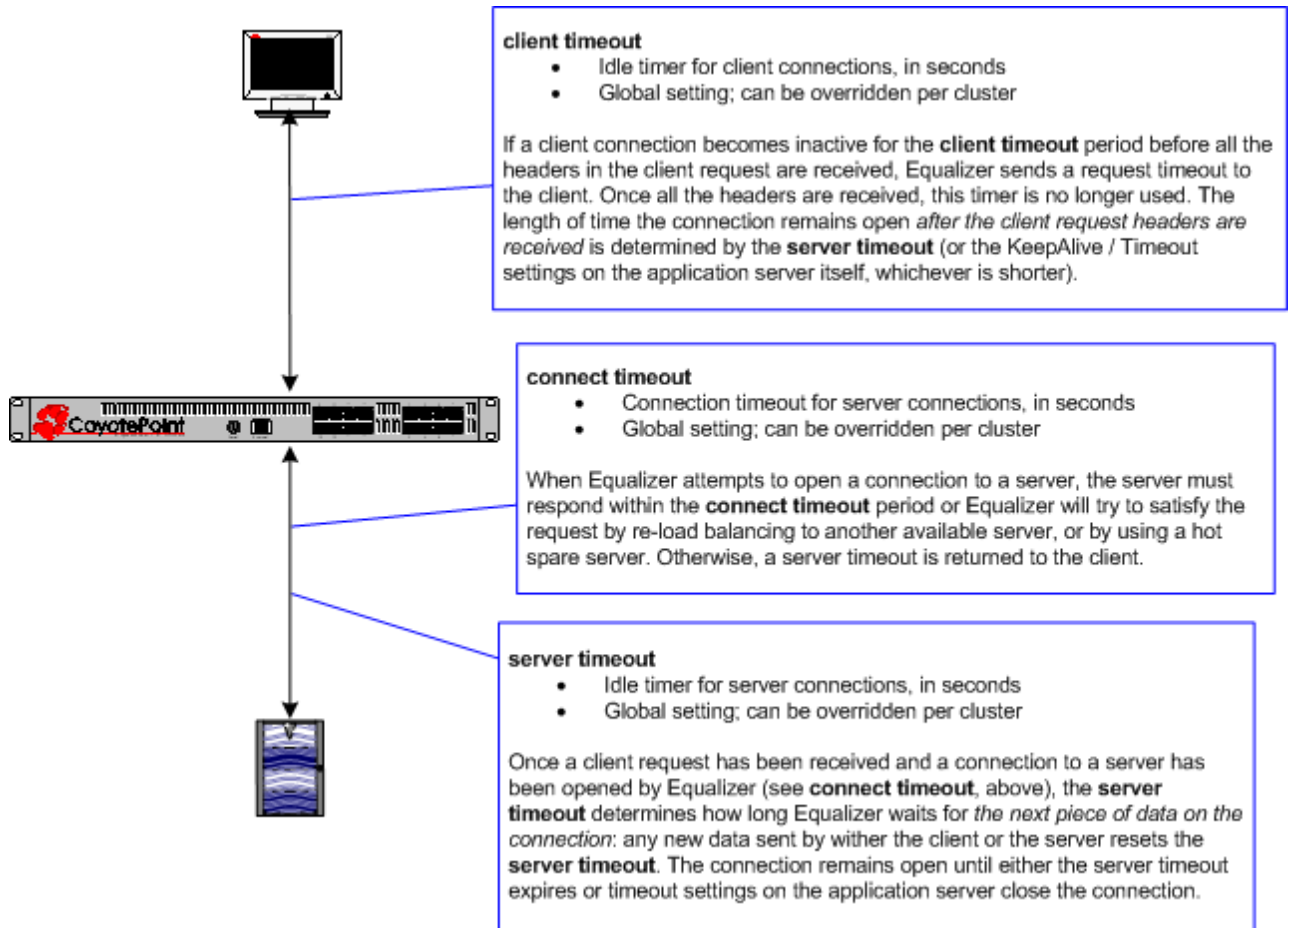 client timeout
• Idle timer for client connections, in seconds
• Global setting; can be overridden per cluster
If a client connection becomes inactive for the client timeout period before all the
headers in the client request are received, Equalizer sends a request timeout to
the client. Once all the headers are received, this timer is no longer used. The
length of time the connection remains open after the client request headers are
received is determined by the server timeout (or the KeepAlive / Timeout
settings on the application server itself, whichever is shorter).
CoyotePoint
connect timeout
• Connection timeout for server connections, in seconds
• Global setting; can be overridden per cluster
When Equalizer attempts to open a connection to a server, the server must
respond within the connect timeout period or Equalizer will try to satisfy the
request by re-load balancing to another available server, or by using a hot
spare server. Otherwise, a server timeout is returned to the client.
server timeout
• Idle timer for server connections, in seconds
• Global setting; can be overridden per cluster
Once a client request has been received and a connection to a server has
been opened by Equalizer (see connect timeout, above), the server
timeout determines how long Equalizer waits for the next piece of data on the
connection: any new data sent by wither the client or the server resets the
server timeout. The connection remains open until either the server timeout
expires or timeout settings on the application server close the connection.